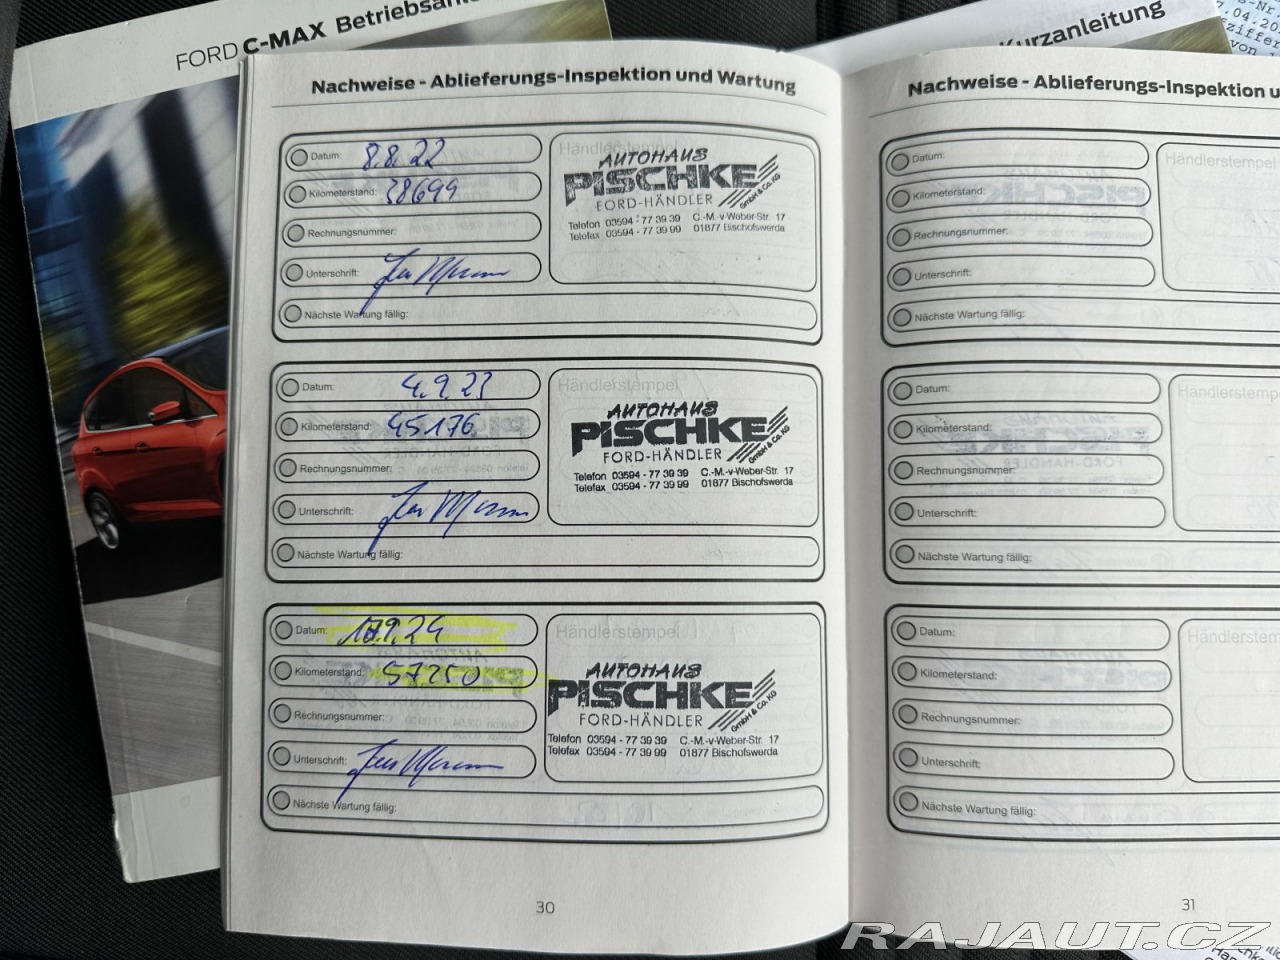 FORD C-MAX Betriebsanl
Kurzanleitung
Nachweise - Ablieferungs-Inspektion und Wartung
Datum: 8.8.22
Kilometerstand: 38699
Rechnungsnummer:
Unterschrift:
Nächste Wartung fällig:
Händlerstempel
AUTOHAUS
PISCHKE
GmbH & Co. KG
FORD-HÄNDLER
Telefon 03594 - 77 39 39 C.-M.-v-Weber-Str. 17
Telefax 03594 - 77 39 99 01877 Bischofswerda
Datum: 4.9.23
Kilometerstand: 45176
Rechnungsnummer:
Unterschrift:
Nächste Wartung fällig:
Händlerstempel
AUTOHAUS
PISCHKE
GmbH & Co. KG
FORD-HÄNDLER
Telefon 03594 - 77 39 39 C.-M.-v-Weber-Str. 17
Telefax 03594 - 77 39 99 01877 Bischofswerda
Datum: 17.9.24
Kilometerstand: 57250
Rechnungsnummer:
Unterschrift:
Nächste Wartung fällig:
Händlerstempel
AUTOHAUS
PISCHKE
GmbH & Co. KG
FORD-HÄNDLER
Telefon 03594 - 77 39 39 C.-M.-v-Weber-Str. 17
Telefax 03594 - 77 39 99 01877 Bischofswerda
30
Nachweise - Ablieferungs-Inspektion u
Datum:
Kilometerstand:
Rechnungsnummer:
Unterschrift:
Nächste Wartung fällig:
Händlerstempel
Datum:
Kilometerstand:
Rechnungsnummer:
Unterschrift:
Nächste Wartung fällig:
Händlerstempel
Datum:
Kilometerstand:
Rechnungsnummer:
Unterschrift:
Nächste Wartung fällig:
Händlerstempel
31
RAJAUT.CZ